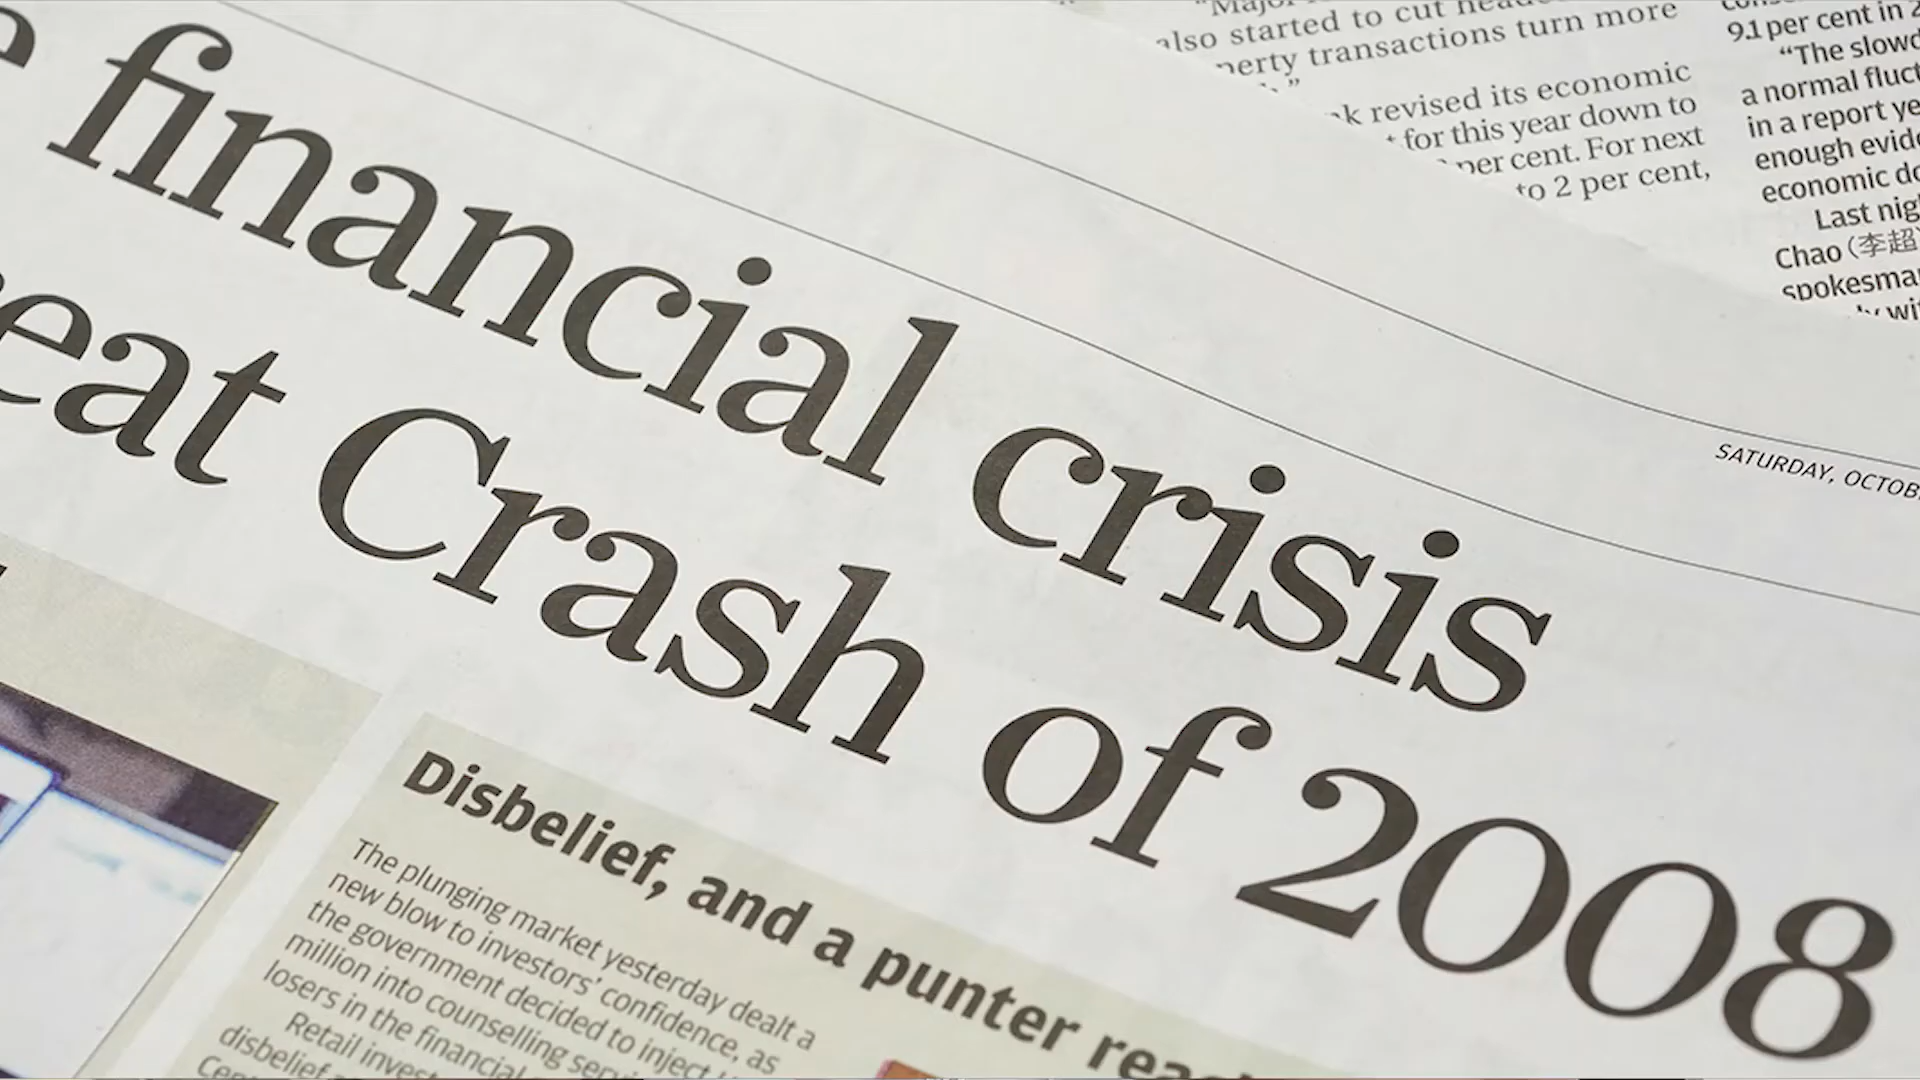 financial crisis
eat Crash of 2008
SATURDAY, OCTOB
Disbelief, and a punter
The plunging market yesterday dealt a
new blow to investors' confidence, as
the government decided to inject
million into counselling
losers in the financial
Retail
disbelief
also started to cut
perty transactions turn more
revised its economic
for this year down to
per cent. For next
to 2 per cent,
9.1 per cent in
"The slowd
a normal fluct
in a report ye
enough evid
economic do
Last nig
Chao (李超)
spokesma